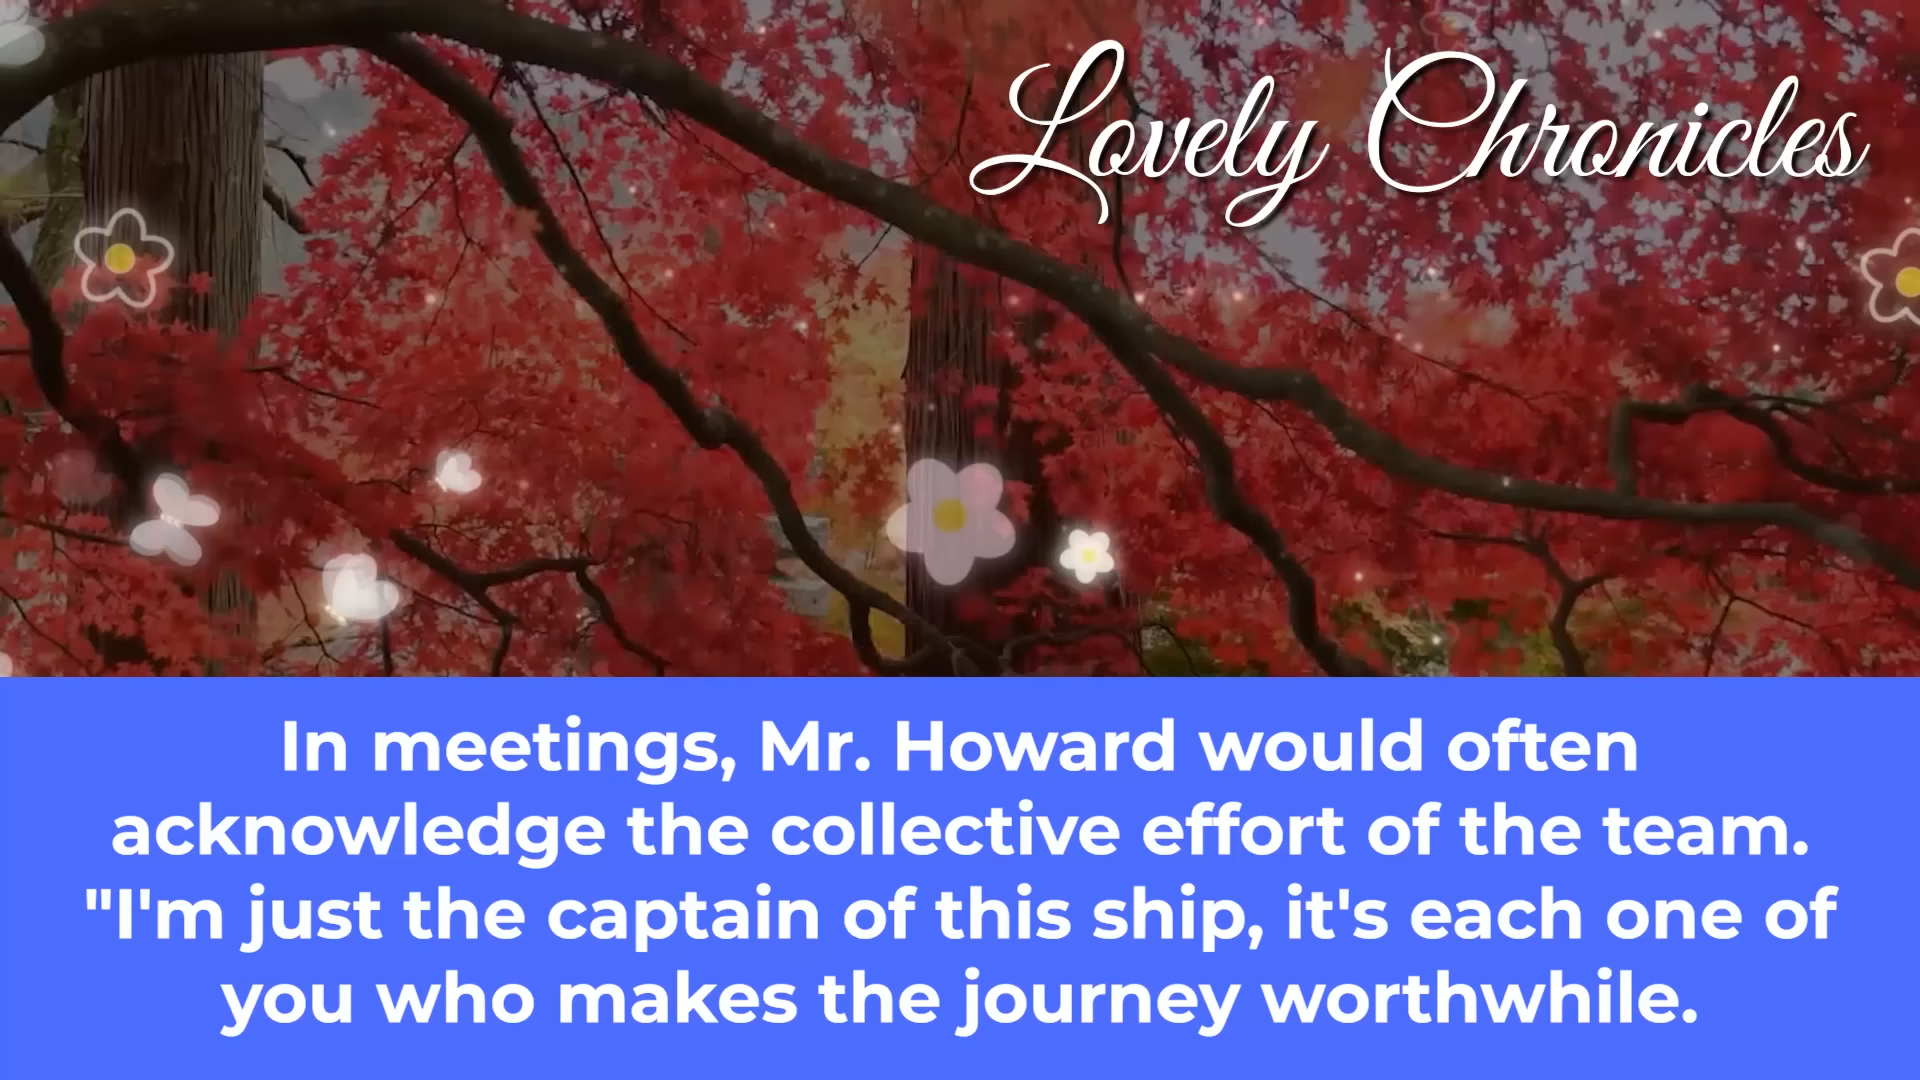 Lovely Chronicles
In meetings, Mr. Howard would often
acknowledge the collective effort of the team.
"I'm just the captain of this ship, it's each one of
you who makes the journey worthwhile.